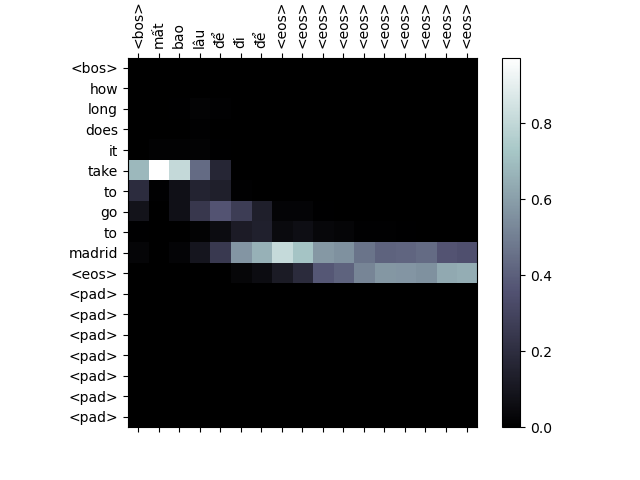 <bos> mất bao lâu để đi để <eos> <eos> <eos> <eos> <eos> <eos> <eos> <eos> <eos> <eos>
<bos>
how
long
does
it
take
to
go
to
madrid
<eos>
<pad>
<pad>
<pad>
<pad>
<pad>
<pad>
<pad>
0.8
0.6
0.4
0.2
0.0